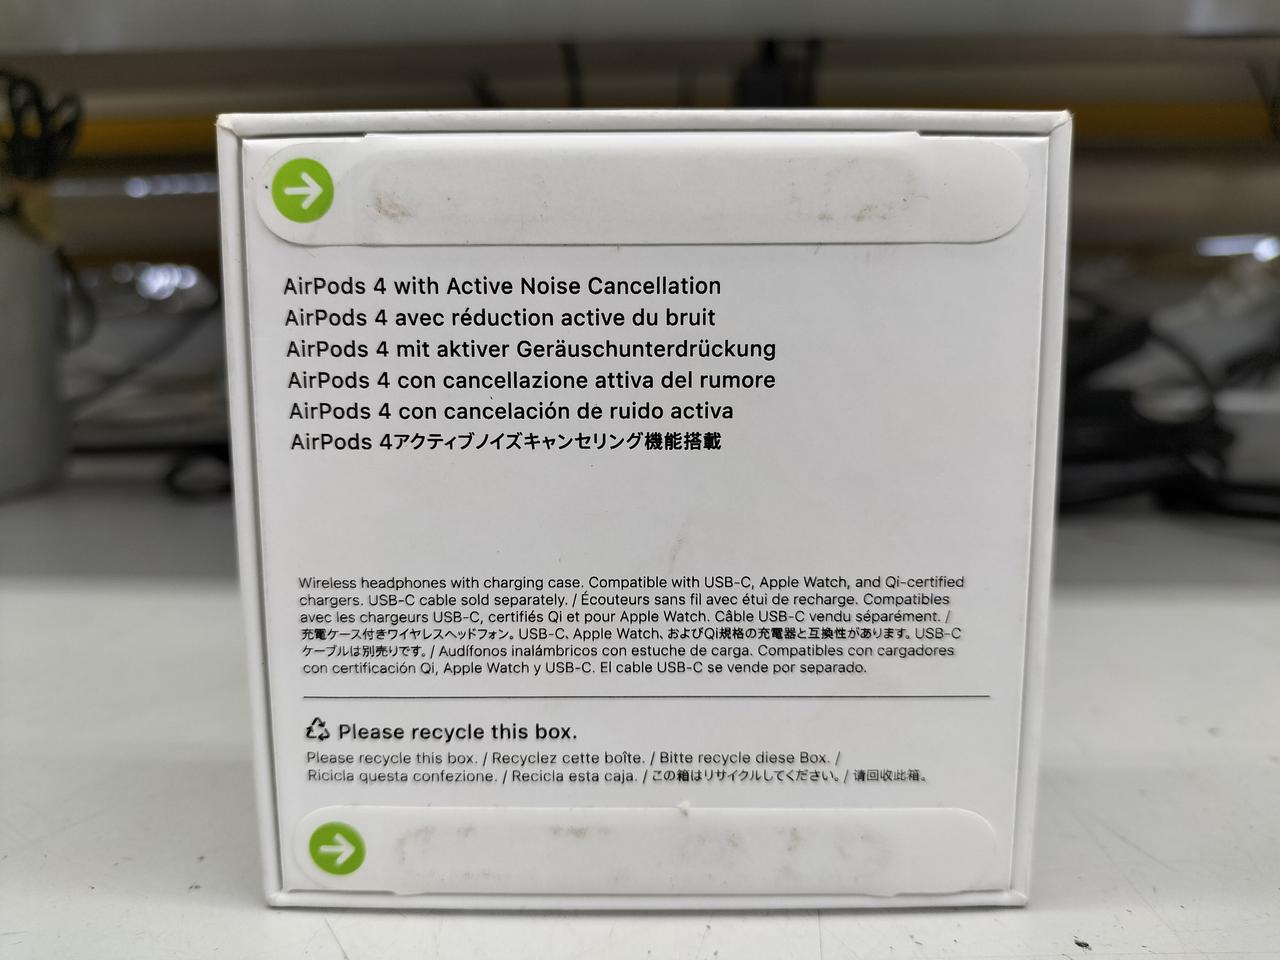 AirPods 4 with Active Noise Cancellation
AirPods 4 avec réduction active du bruit
AirPods 4 mit aktiver Geräuschunterdrückung
AirPods 4 con cancellazione attiva del rumore
AirPods 4 con cancelación de ruido activa
AirPods 4アクティブノイズキャンセリング機能搭載
Wireless headphones with charging case. Compatible with USB-C, Apple Watch, and Qi-certified
chargers. USB-C cable sold separately. / Écouteurs sans fil avec étui de recharge. Compatibles
avec les chargeurs USB-C, certifiés Qi et pour Apple Watch. Câble USB-C vendu séparément. /
充電ケース付きワイヤレスヘッドフォン。USB-C、Apple Watch、およびQi規格の充電器と互換性があります。USB-C
ケーブルは別売りです。/ Audífonos inalámbricos con estuche de carga. Compatibles con cargadores
con certificación Qi, Apple Watch y USB-C. El cable USB-C se vende por separado.
Please recycle this box.
Please recycle this box. / Recyclez cette boîte. / Bitte recycle diese Box. /
Ricicla questa confezione. / Recicla esta caja. / この箱はリサイクルしてください。/ 请回收此箱。